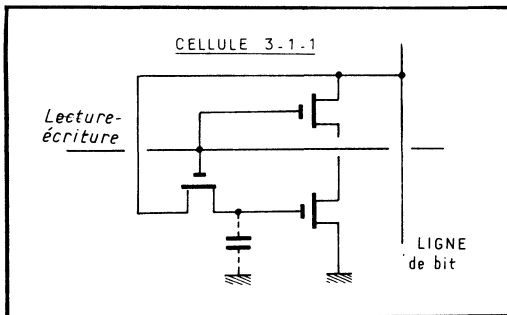 CELLULE 3-1-1
Lecture-
écriture
LIGNE
de bit